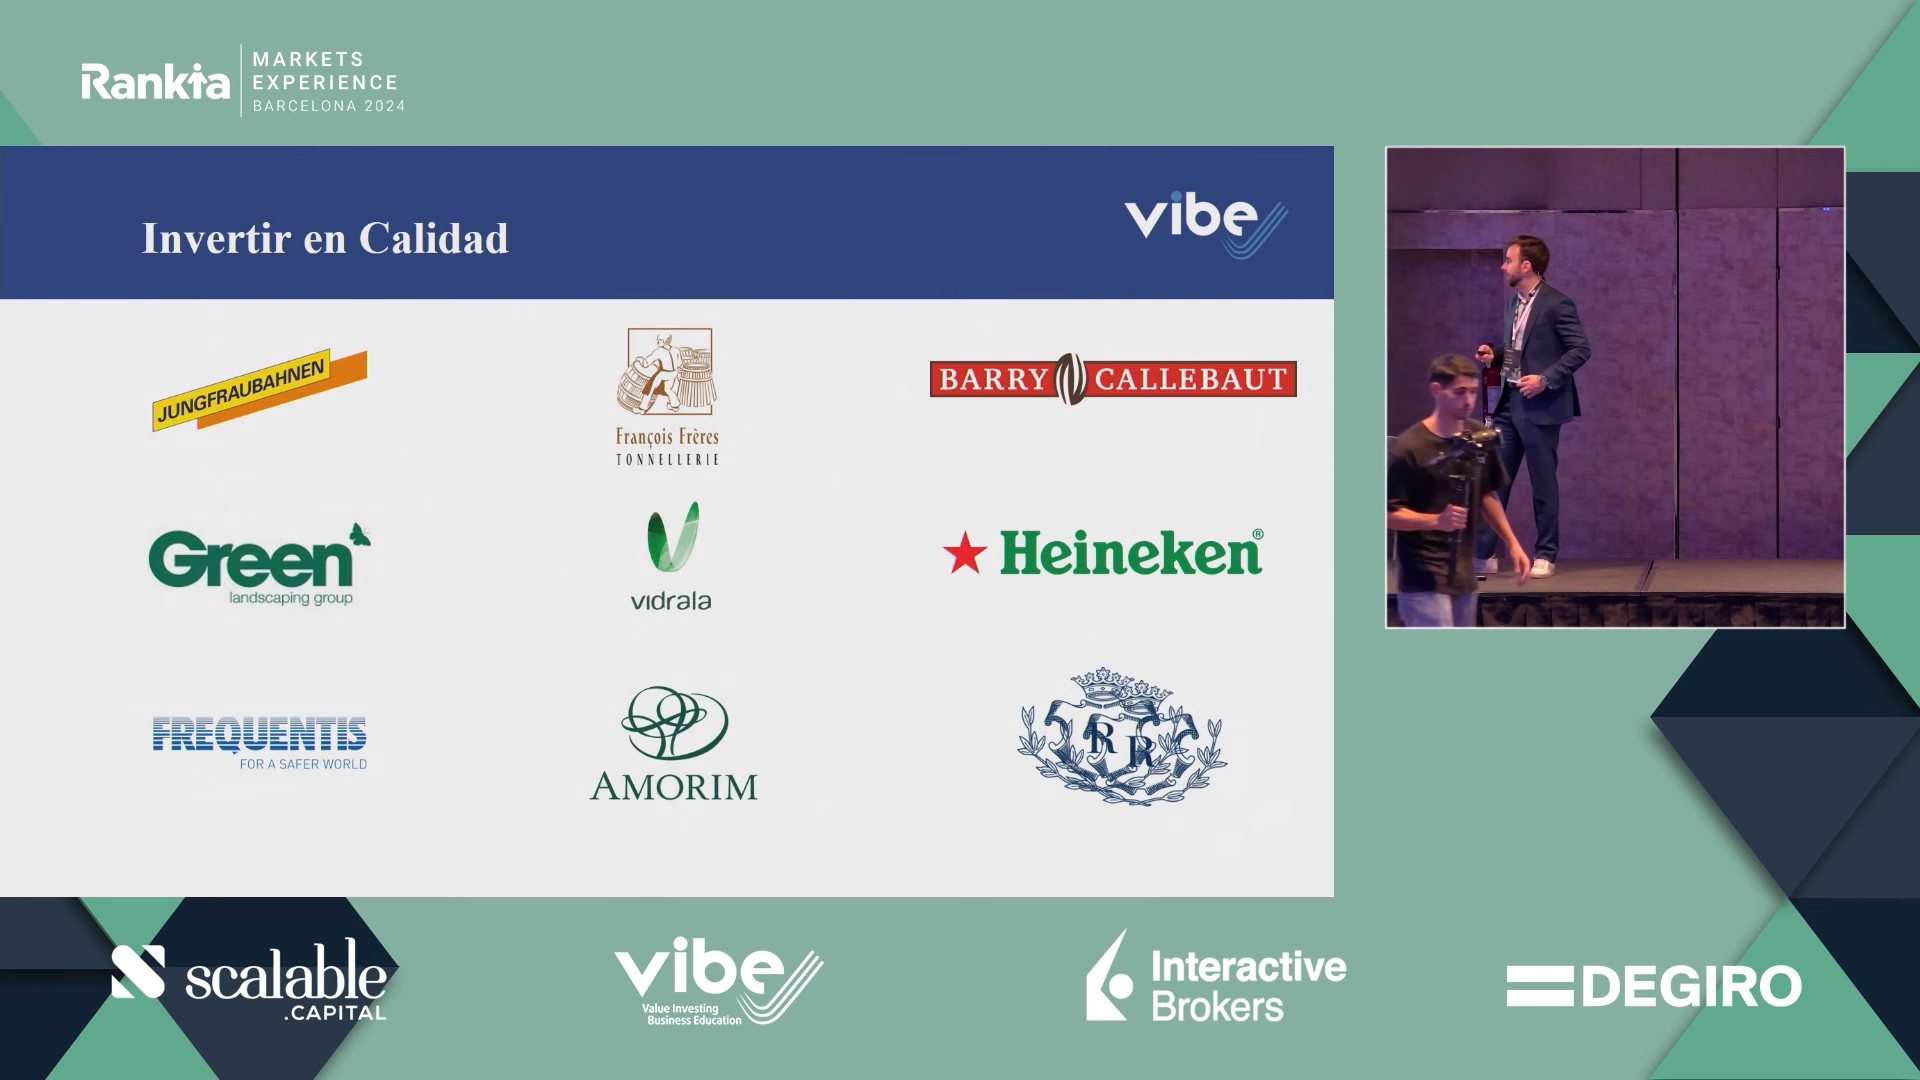 Rankia
MARKETS
EXPERIENCE
BARCELONA 2024
Invertir en Calidad
vibe
JUNGFRAUBAHNEN
François Frères
TONNELLERIE
BARRY CALLEBAUT
Green
landscaping group
vidrala
Heineken®
FREQUENTIS
FOR A SAFER WORLD
AMORIM
R R
scalable
.CAPITAL
vibe
Value Investing
Business Education
Interactive
Brokers
DEGIRO